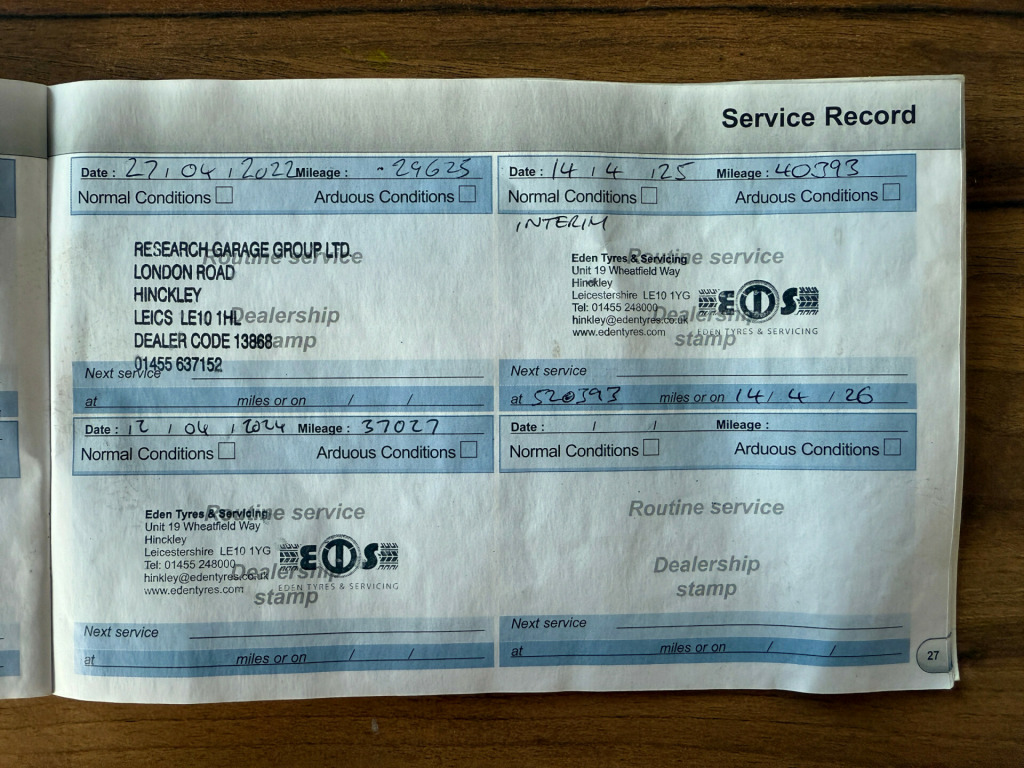 Service Record
Date : 27 / 04 / 2022 Mileage : 29625
Normal Conditions Arduous Conditions
Routine service
RESEARCH GARAGE GROUP LTD
LONDON ROAD
HINCKLEY
LEICS LE10 1HL
DEALER CODE 13868
01455 637152
Dealership
stamp
Next service
at miles or on / /
Date : 12 / 04 / 2024 Mileage : 37027
Normal Conditions Arduous Conditions
Routine service
Eden Tyres & Servicing
Unit 19 Wheatfield Way
Hinckley
Leicestershire LE10 1YG
Tel: 01455 248000
hinkley@edentyres.co.uk
www.edentyres.com
ETS
EDEN TYRES & SERVICING
Dealership
stamp
Next service
at miles or on / /
Date : 14 / 4 / 25 Mileage : 40393
Normal Conditions Arduous Conditions
INTERIM
Routine service
Eden Tyres & Servicing
Unit 19 Wheatfield Way
Hinckley
Leicestershire LE10 1YG
Tel: 01455 248000
hinkley@edentyres.co.uk
www.edentyres.com
ETS
EDEN TYRES & SERVICING
Dealership
stamp
Next service
at 520393 miles or on 14 / 4 / 26
Date : / / Mileage :
Normal Conditions Arduous Conditions
Routine service
Dealership
stamp
Next service
at miles or on / /
27